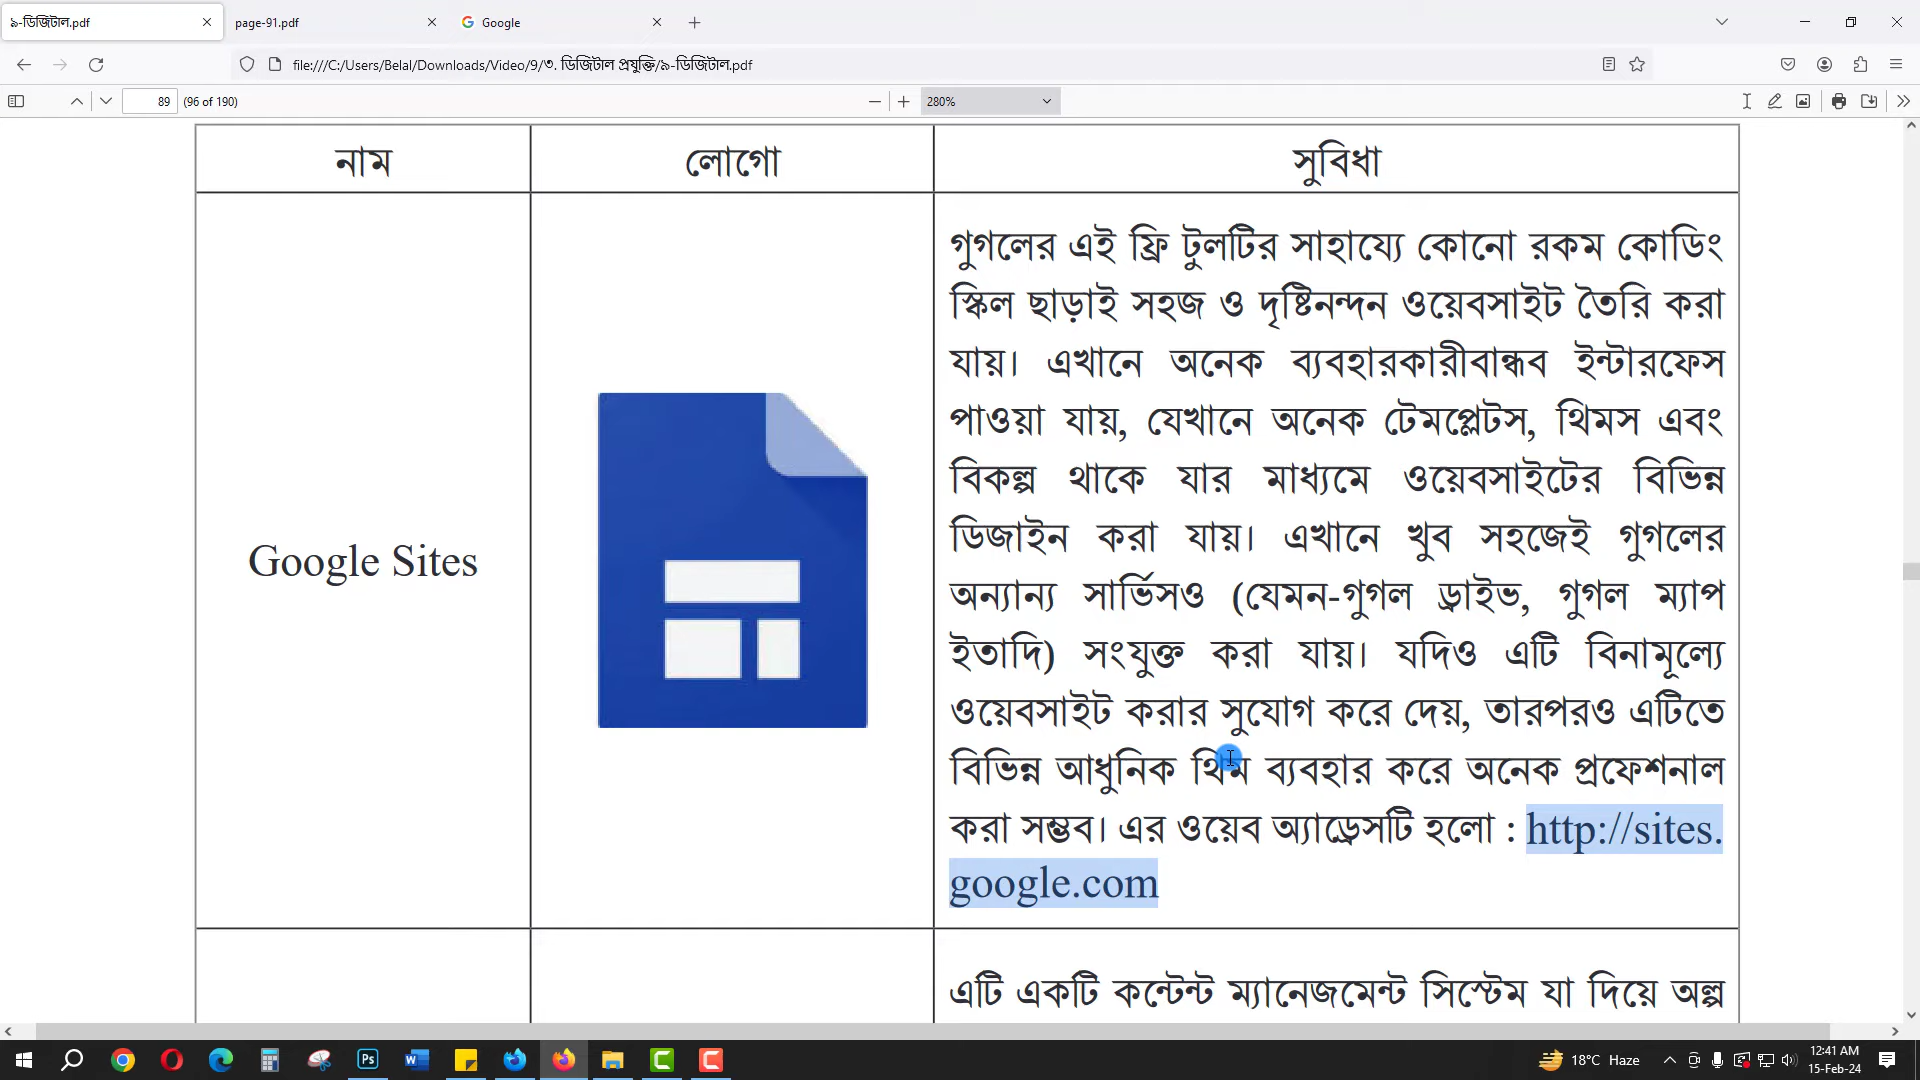 ৯-ডিজিটাল.pdf
page-91.pdf
Google
file:///C:/Users/Belal/Downloads/Video/9/৩. ডিজিটাল প্রযুক্তি/৯-ডিজিটাল.pdf
89 (96 of 190)
280%
নাম লোগো সুবিধা
Google Sites
গুগলের এই ফ্রি টুলটির সাহায্যে কোনো রকম কোডিং
স্কিল ছাড়াই সহজ ও দৃষ্টিনন্দন ওয়েবসাইট তৈরি করা
যায়। এখানে অনেক ব্যবহারকারীবান্ধব ইন্টারফেস
পাওয়া যায়, যেখানে অনেক টেমপ্লেটস, থিমস এবং
বিকল্প থাকে যার মাধ্যমে ওয়েবসাইটের বিভিন্ন
ডিজাইন করা যায়। এখানে খুব সহজেই গুগলের
অন্যান্য সার্ভিসও (যেমন-গুগল ড্রাইভ, গুগল ম্যাপ
ইতাদি) সংযুক্ত করা যায়। যদিও এটি বিনামূল্যে
ওয়েবসাইট করার সুযোগ করে দেয়, তারপরও এটিতে
বিভিন্ন আধুনিক থিম ব্যবহার করে অনেক প্রফেশনাল
করা সম্ভব। এর ওয়েব অ্যাড্রেসটি হলো : http://sites.
google.com
এটি একটি কন্টেন্ট ম্যানেজমেন্ট সিস্টেম যা দিয়ে অল্প
Ps
18°C Haze
12:41 AM
15-Feb-24